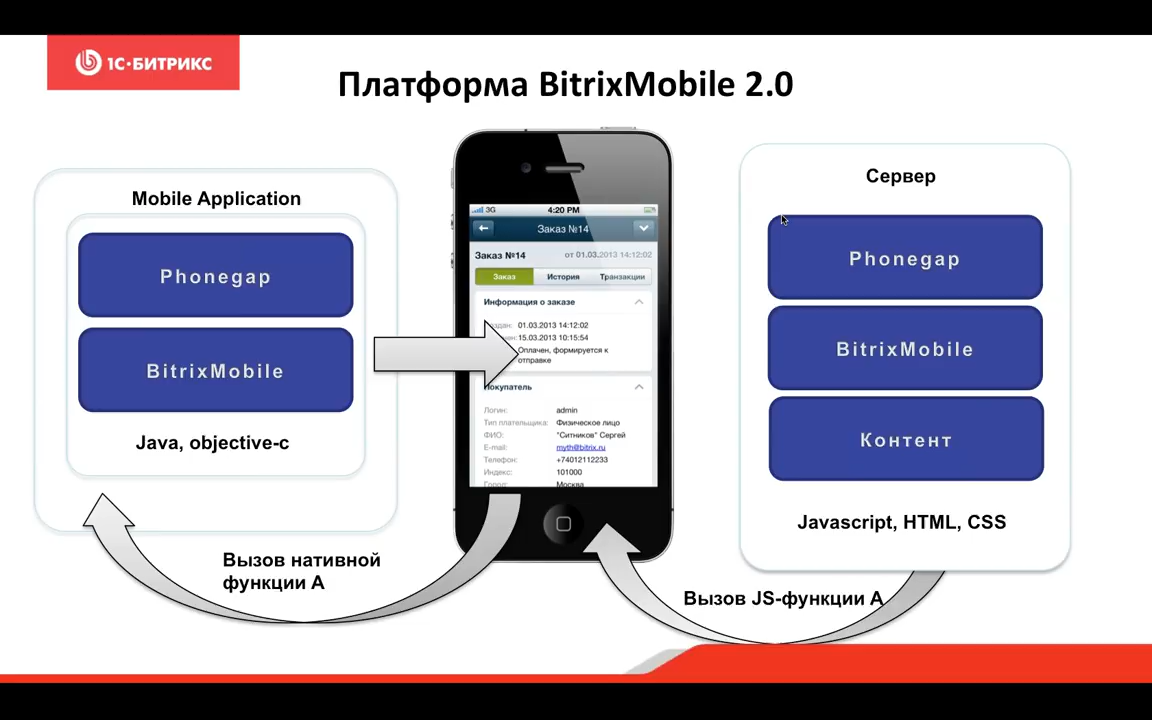 1С·БИТРИКС
Платформа BitrixMobile 2.0
Mobile Application
Phonegap
BitrixMobile
Java, objective-c
Вызов нативной
функции А
3G
4:20 PM
Заказ №14
Заказ №14
от 01.03.2013 14:12:02
Заказ
История
Транзакции
Информация о заказе
01.03.2013 14:12:02
15.03.2013 10:15:54
Оплачен, формируется к
отправке
Покупатель
Логин: admin
Тип плательщика: Физическое лицо
ФИО: "Ситников" Сергей
E-mail: myth@bitrix.ru
Телефон: +74012112233
Индекс: 101000
Город: Москва
Сервер
Phonegap
BitrixMobile
Контент
Javascript, HTML, CSS
Вызов JS-функции А